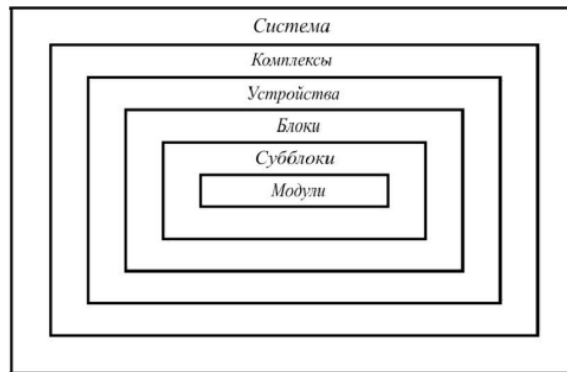 Система
Комплексы
Устройства
Блоки
Субблоки
Модули